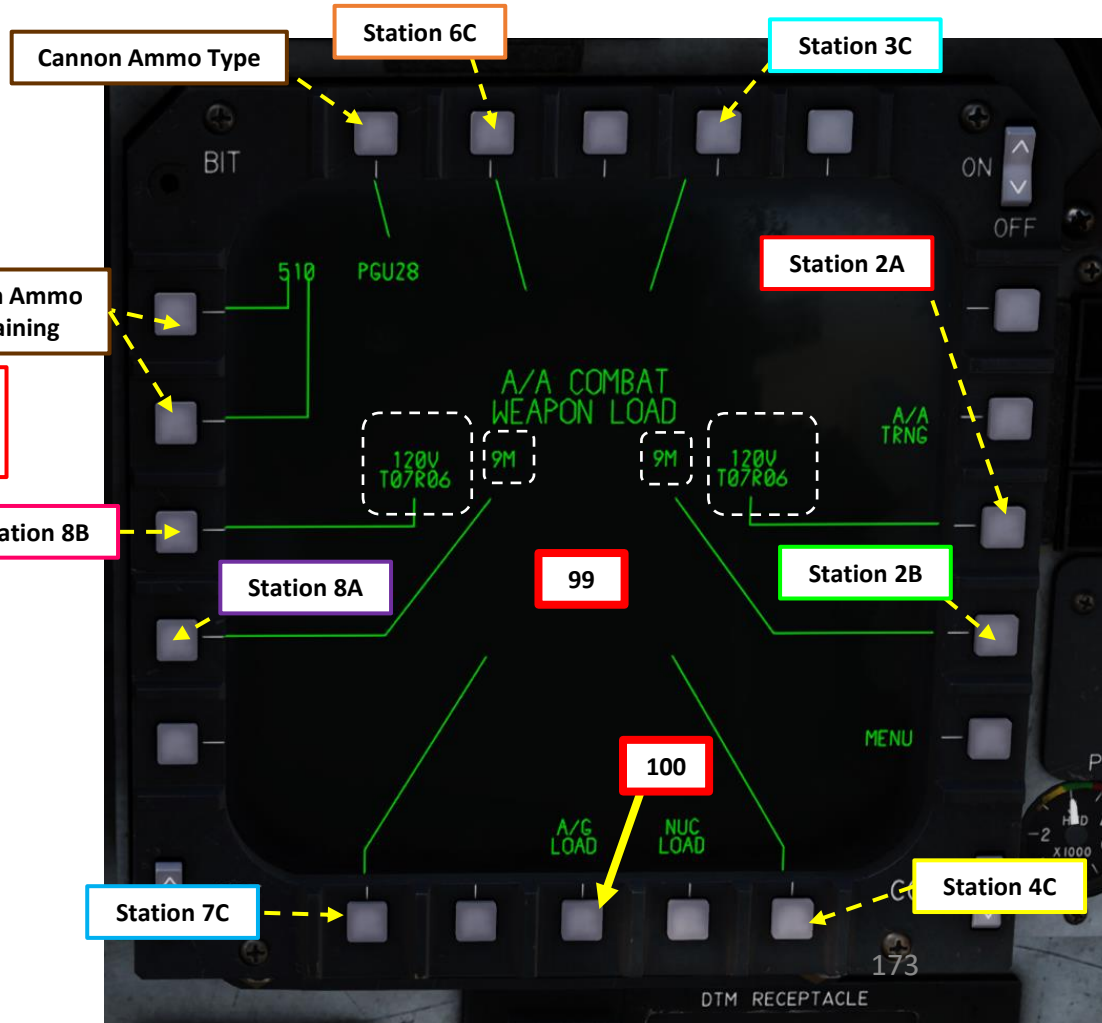 Station 6C
Station 3C
Cannon Ammo Type
BIT
ON
OFF
Station 2A
510
PGU28
Ammo
A/A COMBAT
WEAPON LOAD
A/A
TRNG
120V
T07R06
9M
9M
120V
T07R06
Station 8B
Station 8A
99
Station 2B
MENU
100
A/G
LOAD
NUC
LOAD
-2
X1000
Station 7C
Station 4C
173
DTM RECEPTACLE